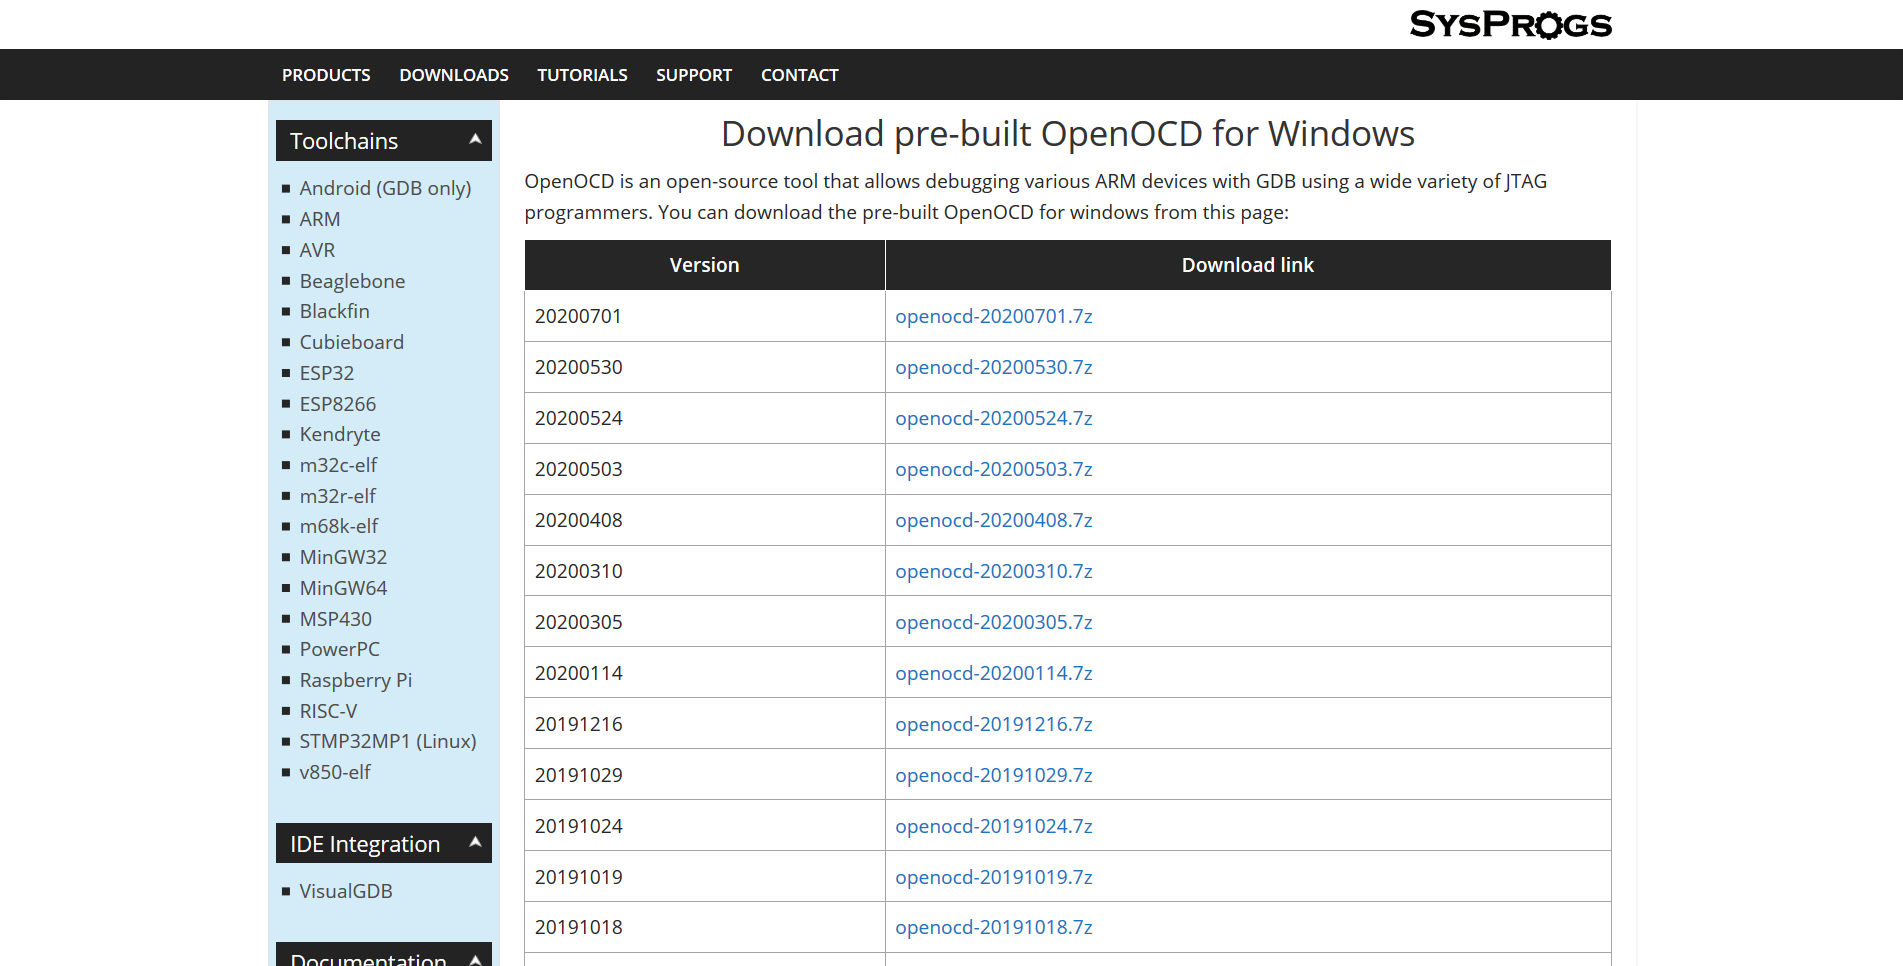 SYSPROGS
PRODUCTS DOWNLOADS TUTORIALS SUPPORT CONTACT
Toolchains
Android (GDB only)
ARM
AVR
Beaglebone
Blackfin
Cubieboard
ESP32
ESP8266
Kendryte
m32c-elf
m32r-elf
m68k-elf
MinGW32
MinGW64
MSP430
PowerPC
Raspberry Pi
RISC-V
STMP32MP1 (Linux)
v850-elf
IDE Integration
VisualGDB
Documentation
Download pre-built OpenOCD for Windows
OpenOCD is an open-source tool that allows debugging various ARM devices with GDB using a wide variety of JTAG
programmers. You can download the pre-built OpenOCD for windows from this page:
Version Download link
20200701 openocd-20200701.7z
20200530 openocd-20200530.7z
20200524 openocd-20200524.7z
20200503 openocd-20200503.7z
20200408 openocd-20200408.7z
20200310 openocd-20200310.7z
20200305 openocd-20200305.7z
20200114 openocd-20200114.7z
20191216 openocd-20191216.7z
20191029 openocd-20191029.7z
20191024 openocd-20191024.7z
20191019 openocd-20191019.7z
20191018 openocd-20191018.7z